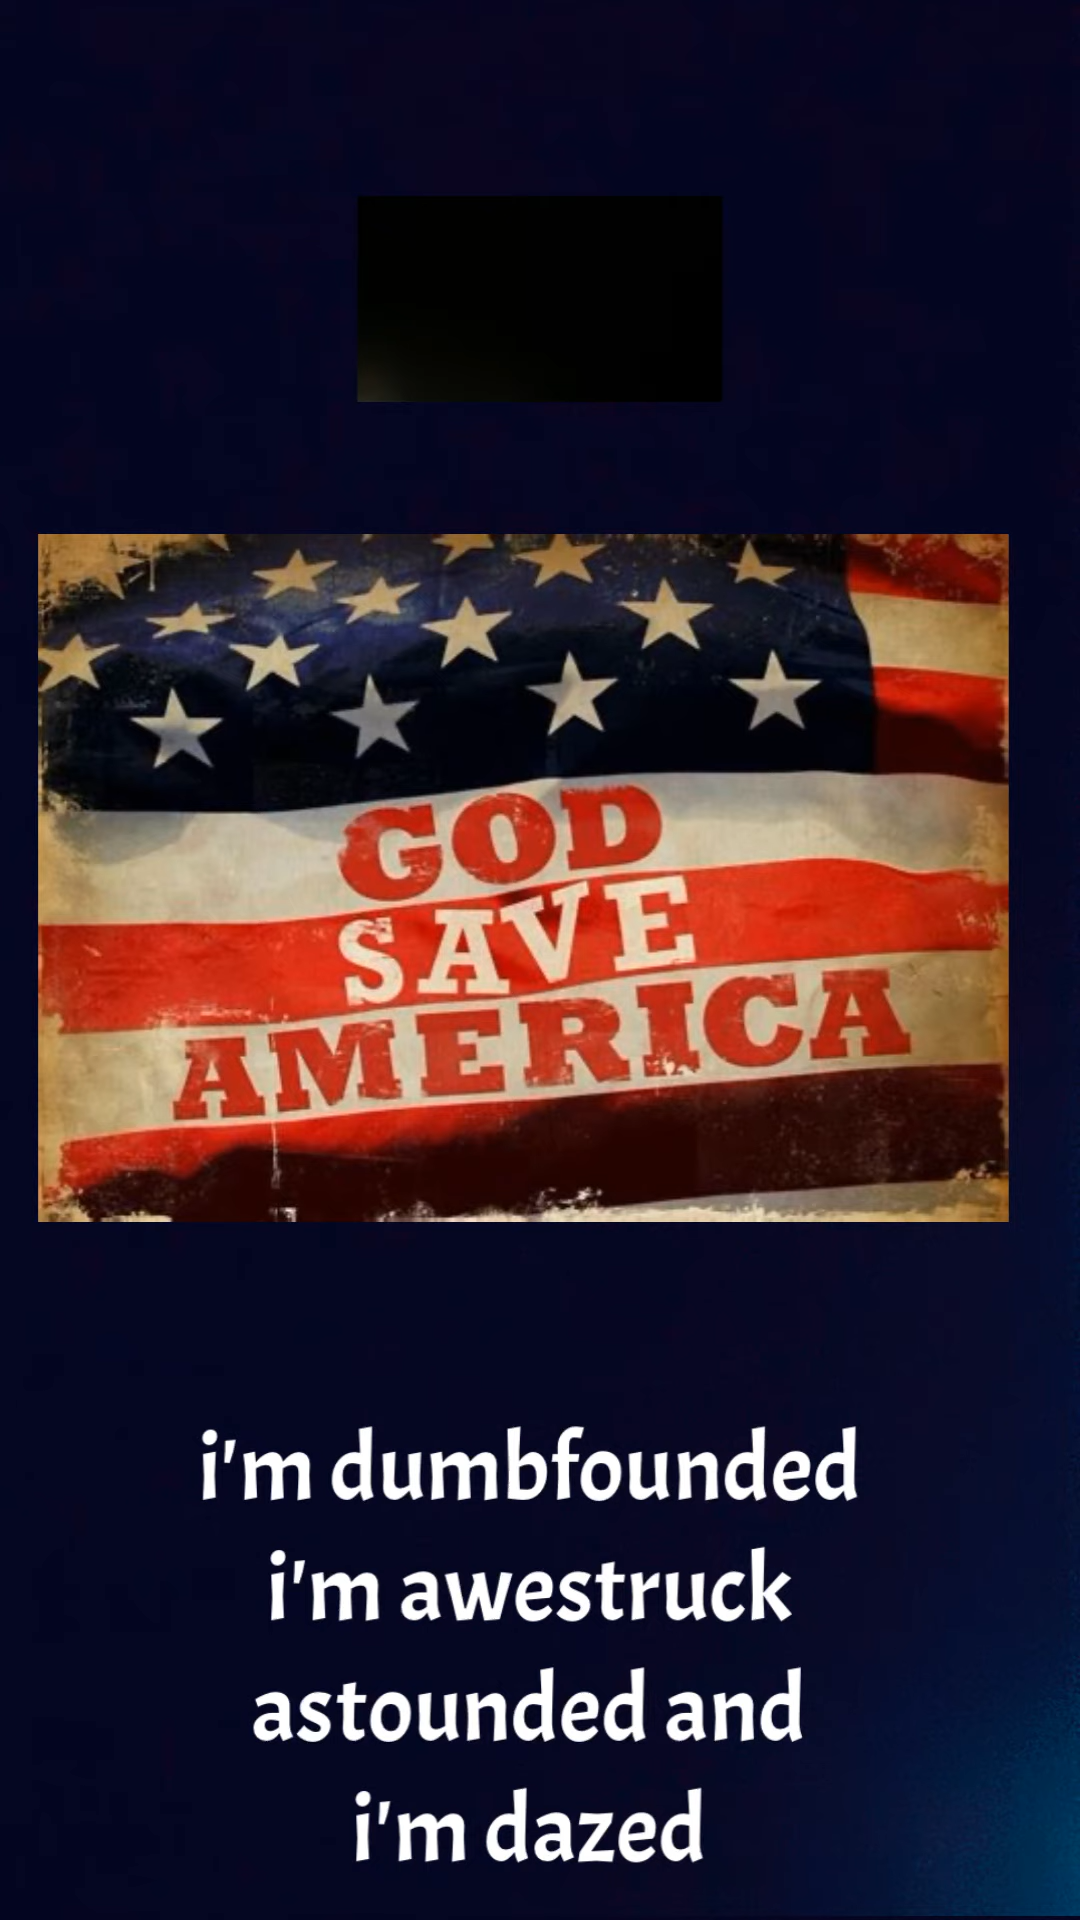 GOD
SAVE
AMERICA
i'm dumbfounded
i'm awestruck
astounded and
i'm dazed